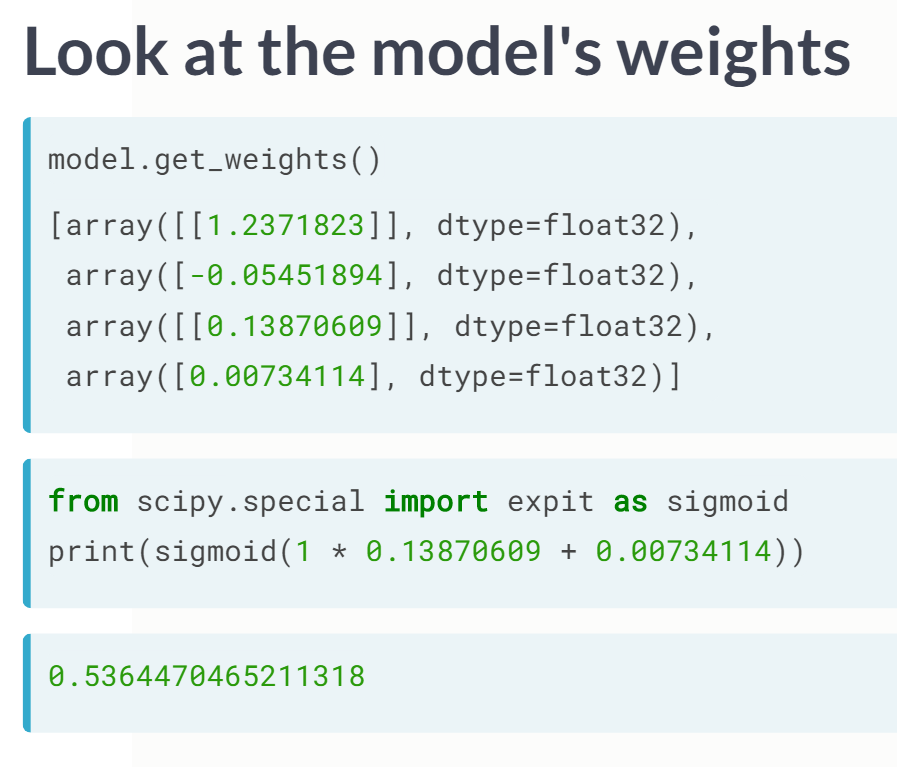 Look at the model's weights
model.get_weights()
[array([[1.2371823]], dtype=float32),
 array([-0.05451894], dtype=float32),
 array([[0.13870609]], dtype=float32),
 array([0.00734114], dtype=float32)]
from scipy.special import expit as sigmoid
print(sigmoid(1 * 0.13870609 + 0.00734114))
0.5364470465211318